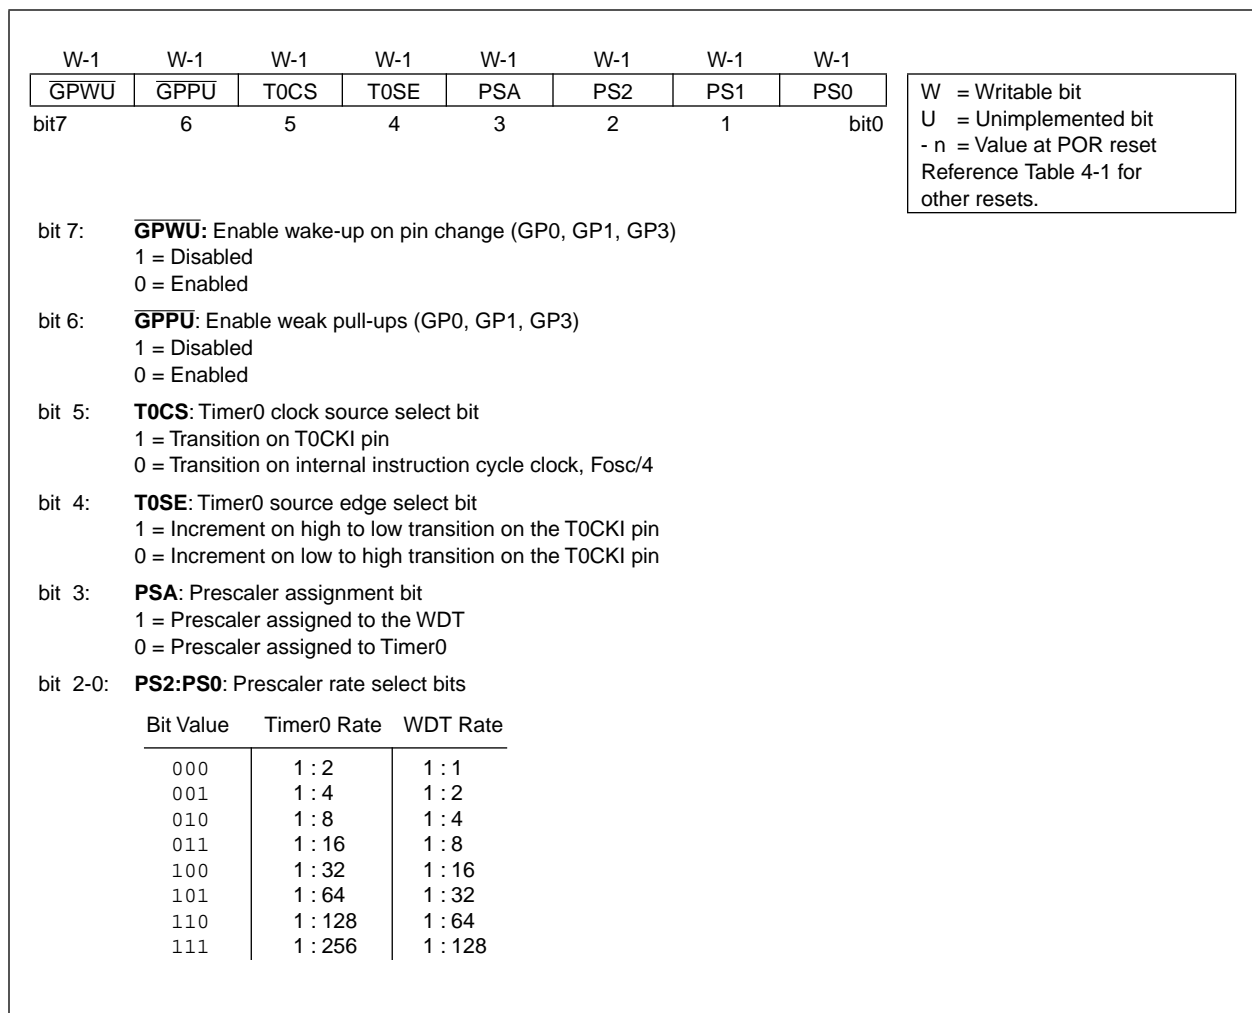 W-1 W-1 W-1 W-1 W-1 W-1 W-1 W-1
GPWU GPPU T0CS T0SE PSA PS2 PS1 PS0
bit7 6 5 4 3 2 1 bit0
W = Writable bit
U = Unimplemented bit
- n = Value at POR reset
Reference Table 4-1 for
other resets.
bit 7: GPWU: Enable wake-up on pin change (GP0, GP1, GP3)
1 = Disabled
0 = Enabled
bit 6: GPPU: Enable weak pull-ups (GP0, GP1, GP3)
1 = Disabled
0 = Enabled
bit 5: T0CS: Timer0 clock source select bit
1 = Transition on T0CKI pin
0 = Transition on internal instruction cycle clock, Fosc/4
bit 4: T0SE: Timer0 source edge select bit
1 = Increment on high to low transition on the T0CKI pin
0 = Increment on low to high transition on the T0CKI pin
bit 3: PSA: Prescaler assignment bit
1 = Prescaler assigned to the WDT
0 = Prescaler assigned to Timer0
bit 2-0: PS2:PS0: Prescaler rate select bits
Bit Value Timer0 Rate WDT Rate
000 1 : 2 1 : 1
001 1 : 4 1 : 2
010 1 : 8 1 : 4
011 1 : 16 1 : 8
100 1 : 32 1 : 16
101 1 : 64 1 : 32
110 1 : 128 1 : 64
111 1 : 256 1 : 128